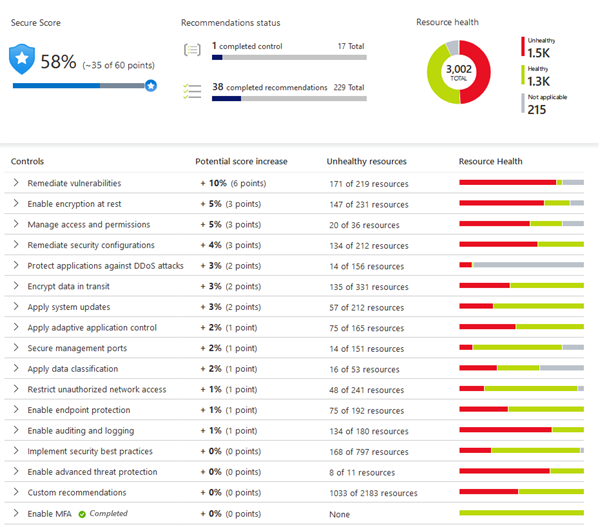 Secure Score
58% (~35 of 60 points)
Recommendations status
1 completed control 17 Total
38 completed recommendations 229 Total
Resource health
3,002
TOTAL
Unhealthy
1.5K
Healthy
1.3K
Not applicable
215
Controls Potential score increase Unhealthy resources Resource Health
Remediate vulnerabilities + 10% (6 points) 171 of 219 resources
Enable encryption at rest + 5% (3 points) 147 of 231 resources
Manage access and permissions + 5% (3 points) 20 of 36 resources
Remediate security configurations + 4% (3 points) 134 of 212 resources
Protect applications against DDoS attacks + 3% (2 points) 14 of 156 resources
Encrypt data in transit + 3% (2 points) 135 of 331 resources
Apply system updates + 3% (2 points) 57 of 212 resources
Apply adaptive application control + 2% (1 point) 75 of 165 resources
Secure management ports + 2% (1 point) 14 of 151 resources
Apply data classification + 2% (1 point) 16 of 53 resources
Restrict unauthorized network access + 1% (1 point) 48 of 241 resources
Enable endpoint protection + 1% (1 point) 75 of 192 resources
Enable auditing and logging + 1% (1 point) 134 of 180 resources
Implement security best practices + 0% (0 points) 168 of 797 resources
Enable advanced threat protection + 0% (0 points) 8 of 11 resources
Custom recommendations + 0% (0 points) 1033 of 2183 resources
Enable MFA Completed + 0% (0 points) None